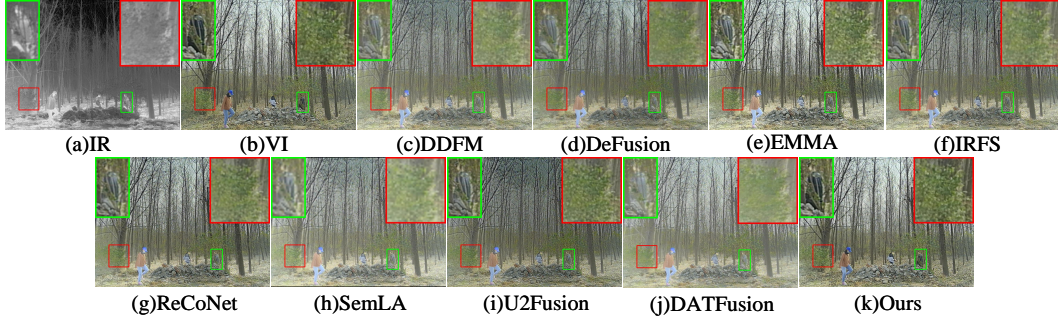 (a)IR (b)VI (c)DDFM (d)DeFusion (e)EMMA (f)IRFS
(g)ReCoNet (h)SemLA (i)U2Fusion (j)DATFusion (k)Ours